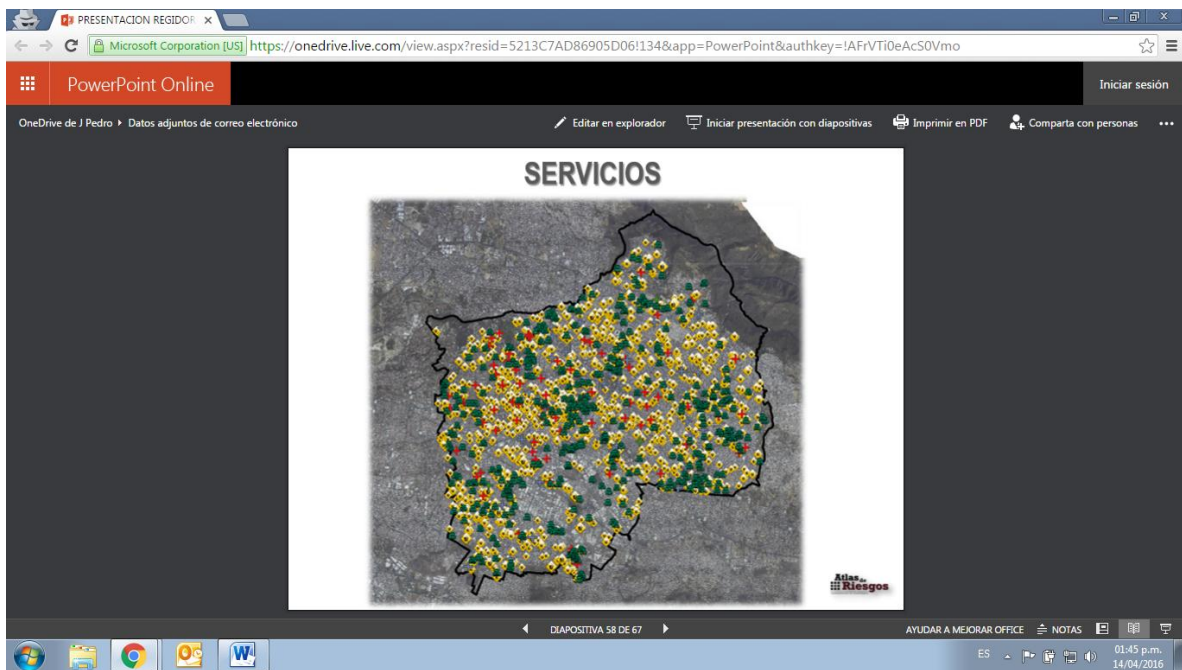 PRESENTACION REGIDOR
Microsoft Corporation [US] https://onedrive.live.com/view.aspx?resid=5213C7AD86905D06!134&app=PowerPoint&authkey=!AFrVTi0eAcS0Vmo
PowerPoint Online
Iniciar sesión
OneDrive de J Pedro ▸ Datos adjuntos de correo electrónico
Editar en explorador Iniciar presentación con diapositivas Imprimir en PDF Comparta con personas ...
SERVICIOS
Atlas de
Riesgos
DIAPOSITIVA 58 DE 67
AYUDAR A MEJORAR OFFICE NOTAS
ES
01:45 p.m.
14/04/2016